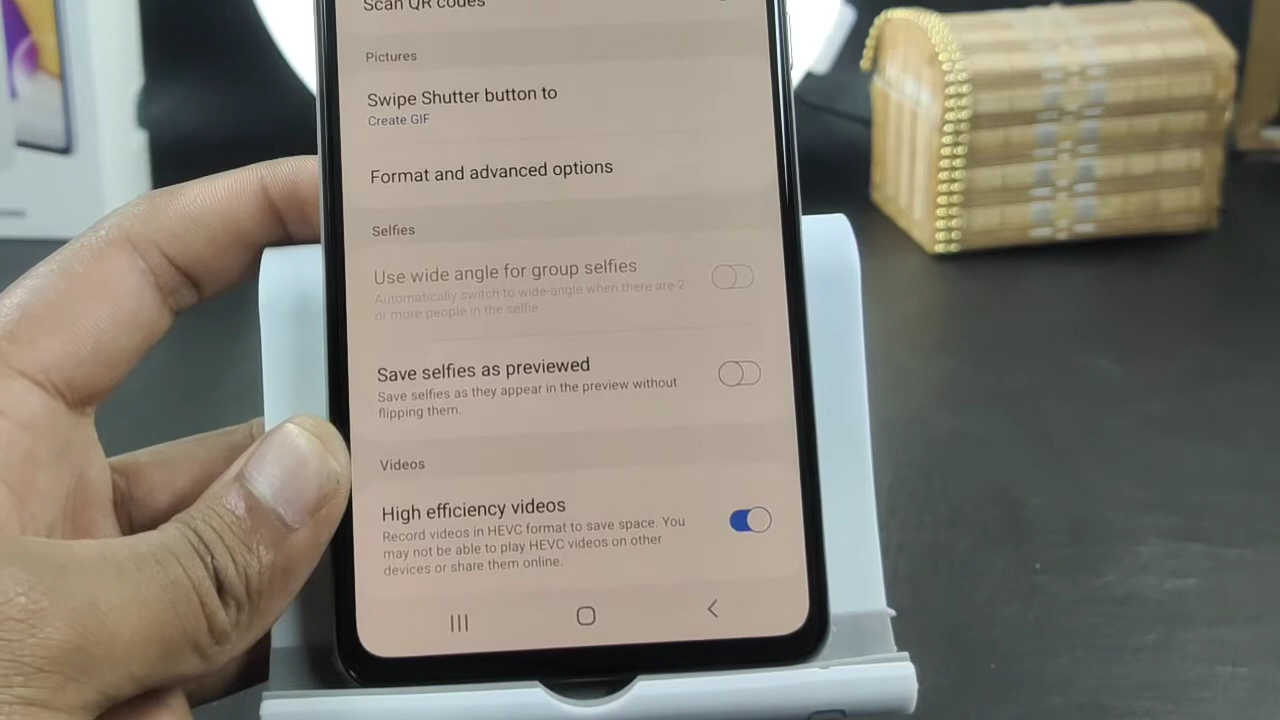 Scan QR codes
Pictures
Swipe Shutter button to
Create GIF
Format and advanced options
Selfies
Use wide angle for group selfies
Automatically switch to wide-angle when there are 2
or more people in the selfie.
Save selfies as previewed
Save selfies as they appear in the preview without
flipping them.
Videos
High efficiency videos
Record videos in HEVC format to save space. You
may not be able to play HEVC videos on other
devices or share them online.